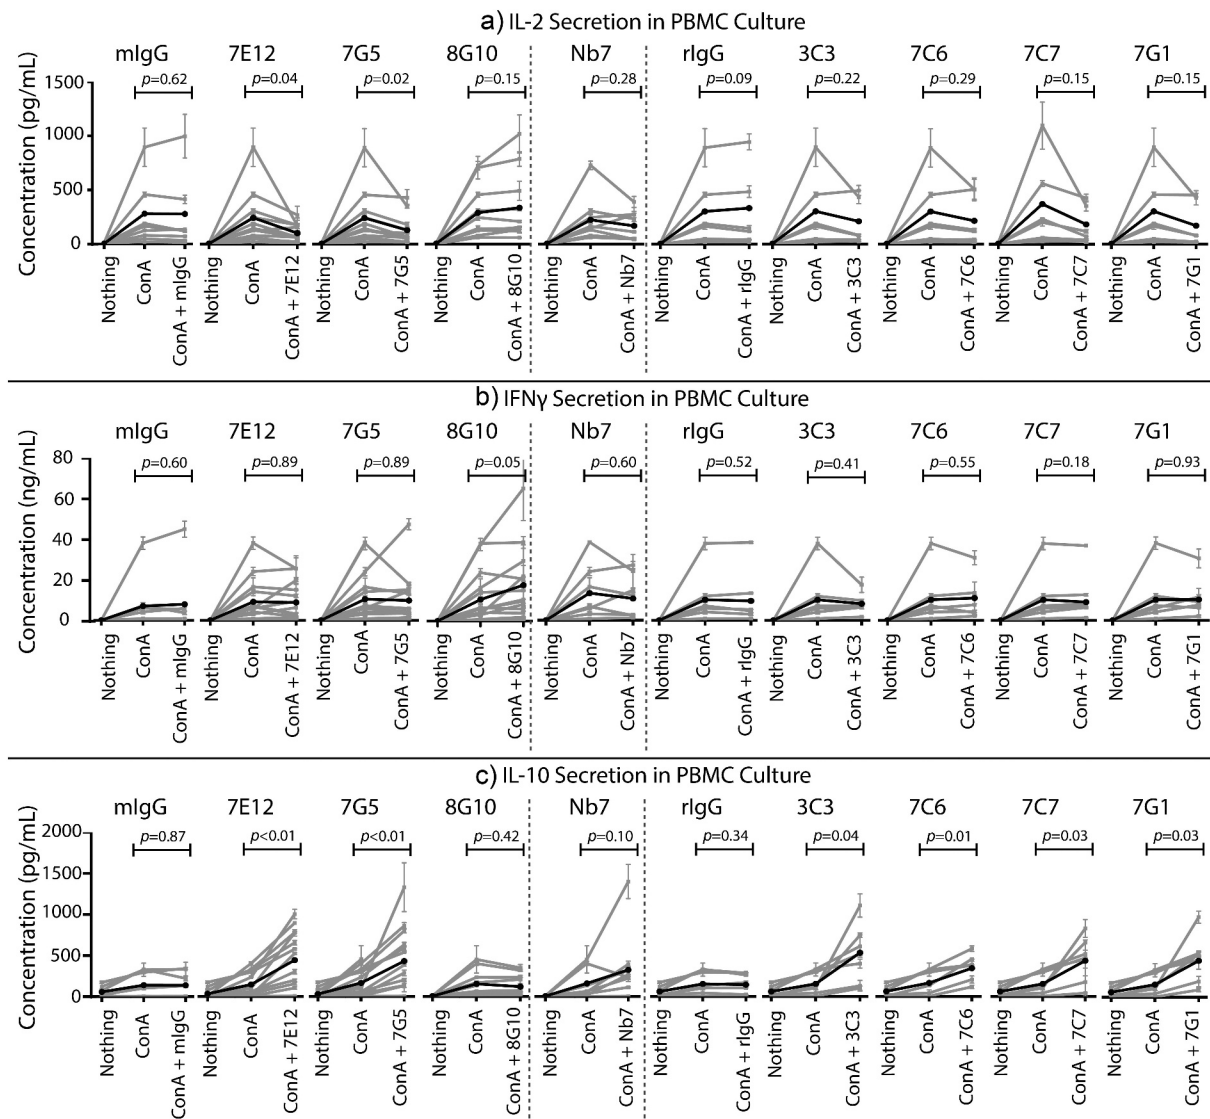 a) IL-2 Secretion in PBMC Culture
mIgG 7E12 7G5 8G10 Nb7 rIgG 3C3 7C6 7C7 7G1
p=0.62 p=0.04 p=0.02 p=0.15 p=0.28 p=0.09 p=0.22 p=0.29 p=0.15 p=0.15
Concentration (pg/mL)
1500
1000
500
0
Nothing ConA ConA + mIgG Nothing ConA ConA + 7E12 Nothing ConA ConA + 7G5 Nothing ConA ConA + 8G10 Nothing ConA ConA + Nb7 Nothing ConA ConA + rIgG Nothing ConA ConA + 3C3 Nothing ConA ConA + 7C6 Nothing ConA ConA + 7C7 Nothing ConA ConA + 7G1
b) IFNγ Secretion in PBMC Culture
mIgG 7E12 7G5 8G10 Nb7 rIgG 3C3 7C6 7C7 7G1
p=0.60 p=0.89 p=0.89 p=0.05 p=0.60 p=0.52 p=0.41 p=0.55 p=0.18 p=0.93
Concentration (ng/mL)
80
60
40
20
0
Nothing ConA ConA + mIgG Nothing ConA ConA + 7E12 Nothing ConA ConA + 7G5 Nothing ConA ConA + 8G10 Nothing ConA ConA + Nb7 Nothing ConA ConA + rIgG Nothing ConA ConA + 3C3 Nothing ConA ConA + 7C6 Nothing ConA ConA + 7C7 Nothing ConA ConA + 7G1
c) IL-10 Secretion in PBMC Culture
mIgG 7E12 7G5 8G10 Nb7 rIgG 3C3 7C6 7C7 7G1
p=0.87 p<0.01 p<0.01 p=0.42 p=0.10 p=0.34 p=0.04 p=0.01 p=0.03 p=0.03
Concentration (pg/mL)
2000
1500
1000
500
0
Nothing ConA ConA + mIgG Nothing ConA ConA + 7E12 Nothing ConA ConA + 7G5 Nothing ConA ConA + 8G10 Nothing ConA ConA + Nb7 Nothing ConA ConA + rIgG Nothing ConA ConA + 3C3 Nothing ConA ConA + 7C6 Nothing ConA ConA + 7C7 Nothing ConA ConA + 7G1